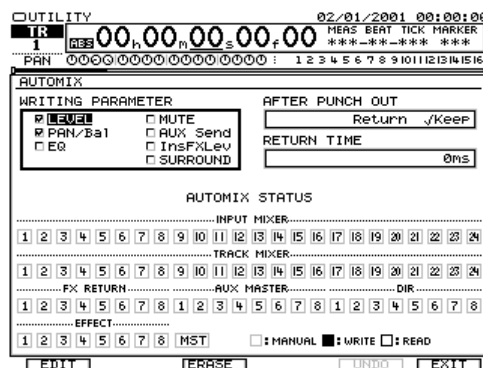 UTILITY 02/01/2001 00:00:00
TR 1 ABS 00h00m00s00f00 MEAS BEAT TICK MARKER
***-**-*** ***
PAN 1 2 3 4 5 6 7 8 9 10 11 12 13 14 15 16
AUTOMIX
WRITING PARAMETER AFTER PUNCH OUT
LEVEL MUTE Return √Keep
PAN/Bal AUX Send RETURN TIME
EQ InsFXLev 0ms
SURROUND
AUTOMIX STATUS
INPUT MIXER
1 2 3 4 5 6 7 8 9 10 11 12 13 14 15 16 17 18 19 20 21 22 23 24
TRACK MIXER
1 2 3 4 5 6 7 8 9 10 11 12 13 14 15 16 17 18 19 20 21 22 23 24
FX RETURN AUX MASTER DIR
1 2 3 4 5 6 7 8 1 2 3 4 5 6 7 8 1 2 3 4 5 6 7 8
EFFECT
1 2 3 4 5 6 7 8 MST :MANUAL :WRITE :READ
EDIT ERASE UNDO EXIT